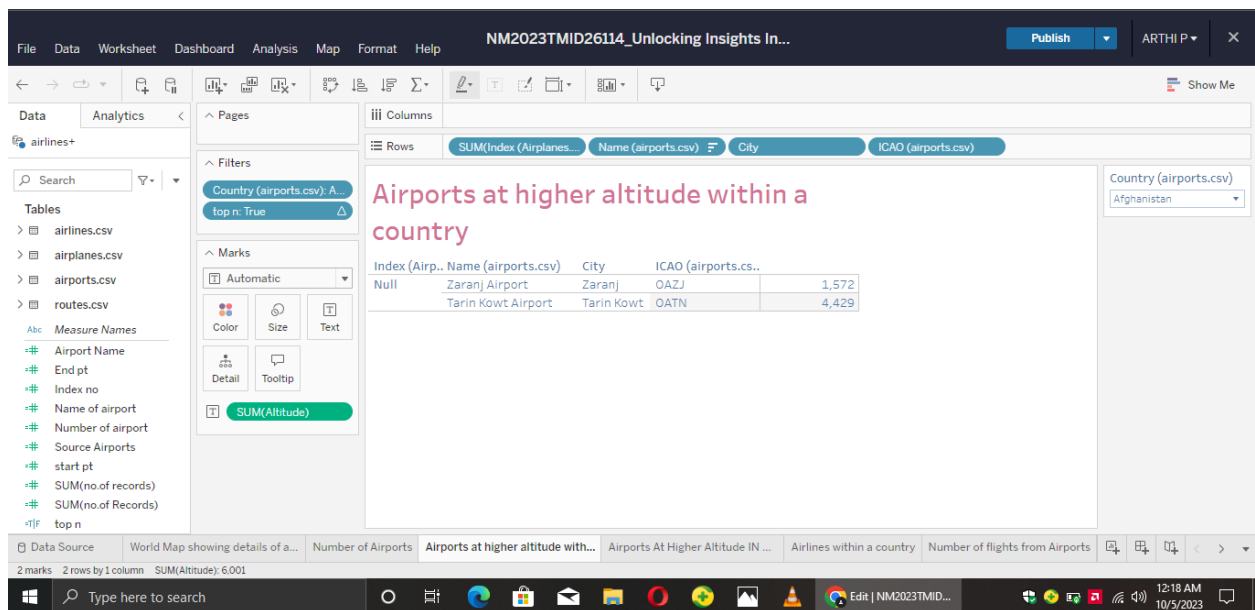 File Data Worksheet Dashboard Analysis Map Format Help
NM2023TMID26114_Unlocking Insights In...
Publish
ARTHI P
Show Me
Data Analytics
airlines+
Search
Tables
airlines.csv
airplanes.csv
airports.csv
routes.csv
Abc Measure Names
Airport Name
End pt
Index no
Name of airport
Number of airport
Source Airports
start pt
SUM(no.of records)
SUM(no.of Records)
T|F top n
Pages
Filters
Country (airports.csv): A...
top n: True
Marks
Automatic
Color Size Text
Detail Tooltip
SUM(Altitude)
Columns
Rows SUM(Index (Airplanes.... Name (airports.csv) City ICAO (airports.csv)
Airports at higher altitude within a
country
Index (Airp.. Name (airports.csv) City ICAO (airports.cs..
Null Zaranj Airport Zaranj OAZJ 1,572
Tarin Kowt Airport Tarin Kowt OATN 4,429
Country (airports.csv)
Afghanistan
Data Source World Map showing details of a... Number of Airports Airports at higher altitude with... Airports At Higher Altitude IN ... Airlines within a country Number of flights from Airports
2 marks 2 rows by 1 column SUM(Altitude): 6,001
Type here to search
Edit | NM2023TMID...
12:18 AM
10/5/2023